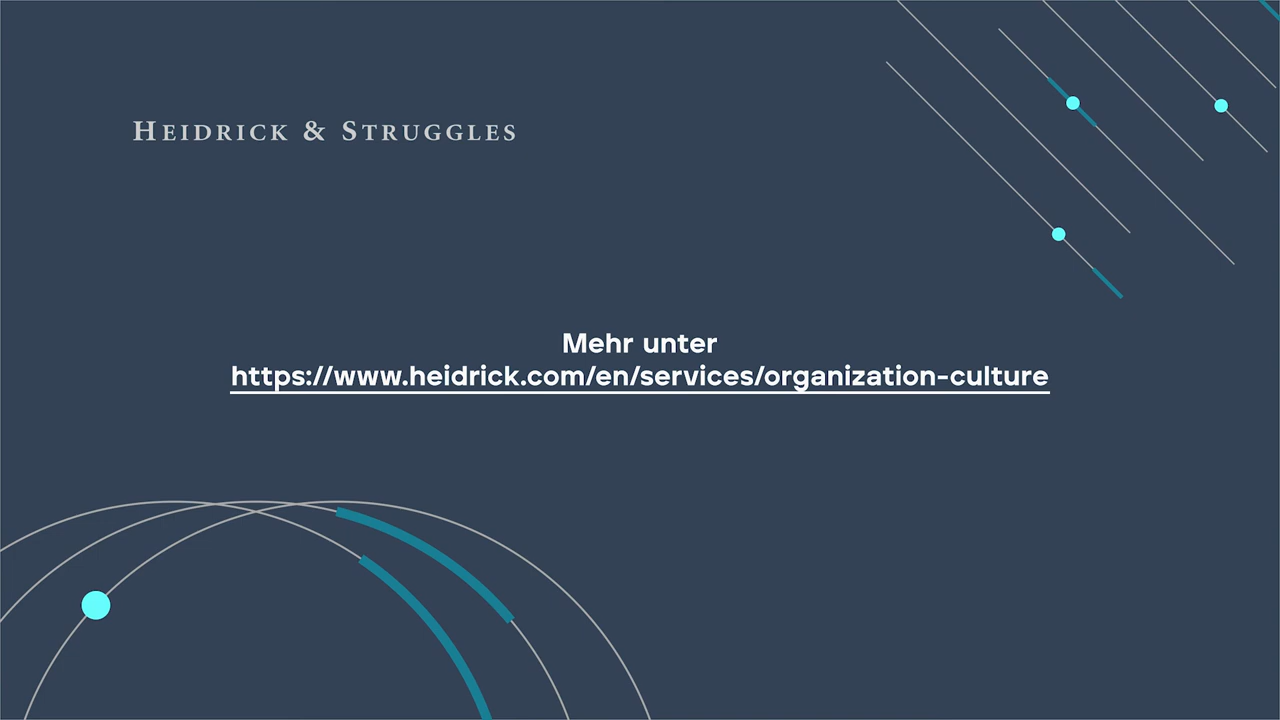 HEIDRICK & STRUGGLES
Mehr unter
https://www.heidrick.com/en/services/organization-culture